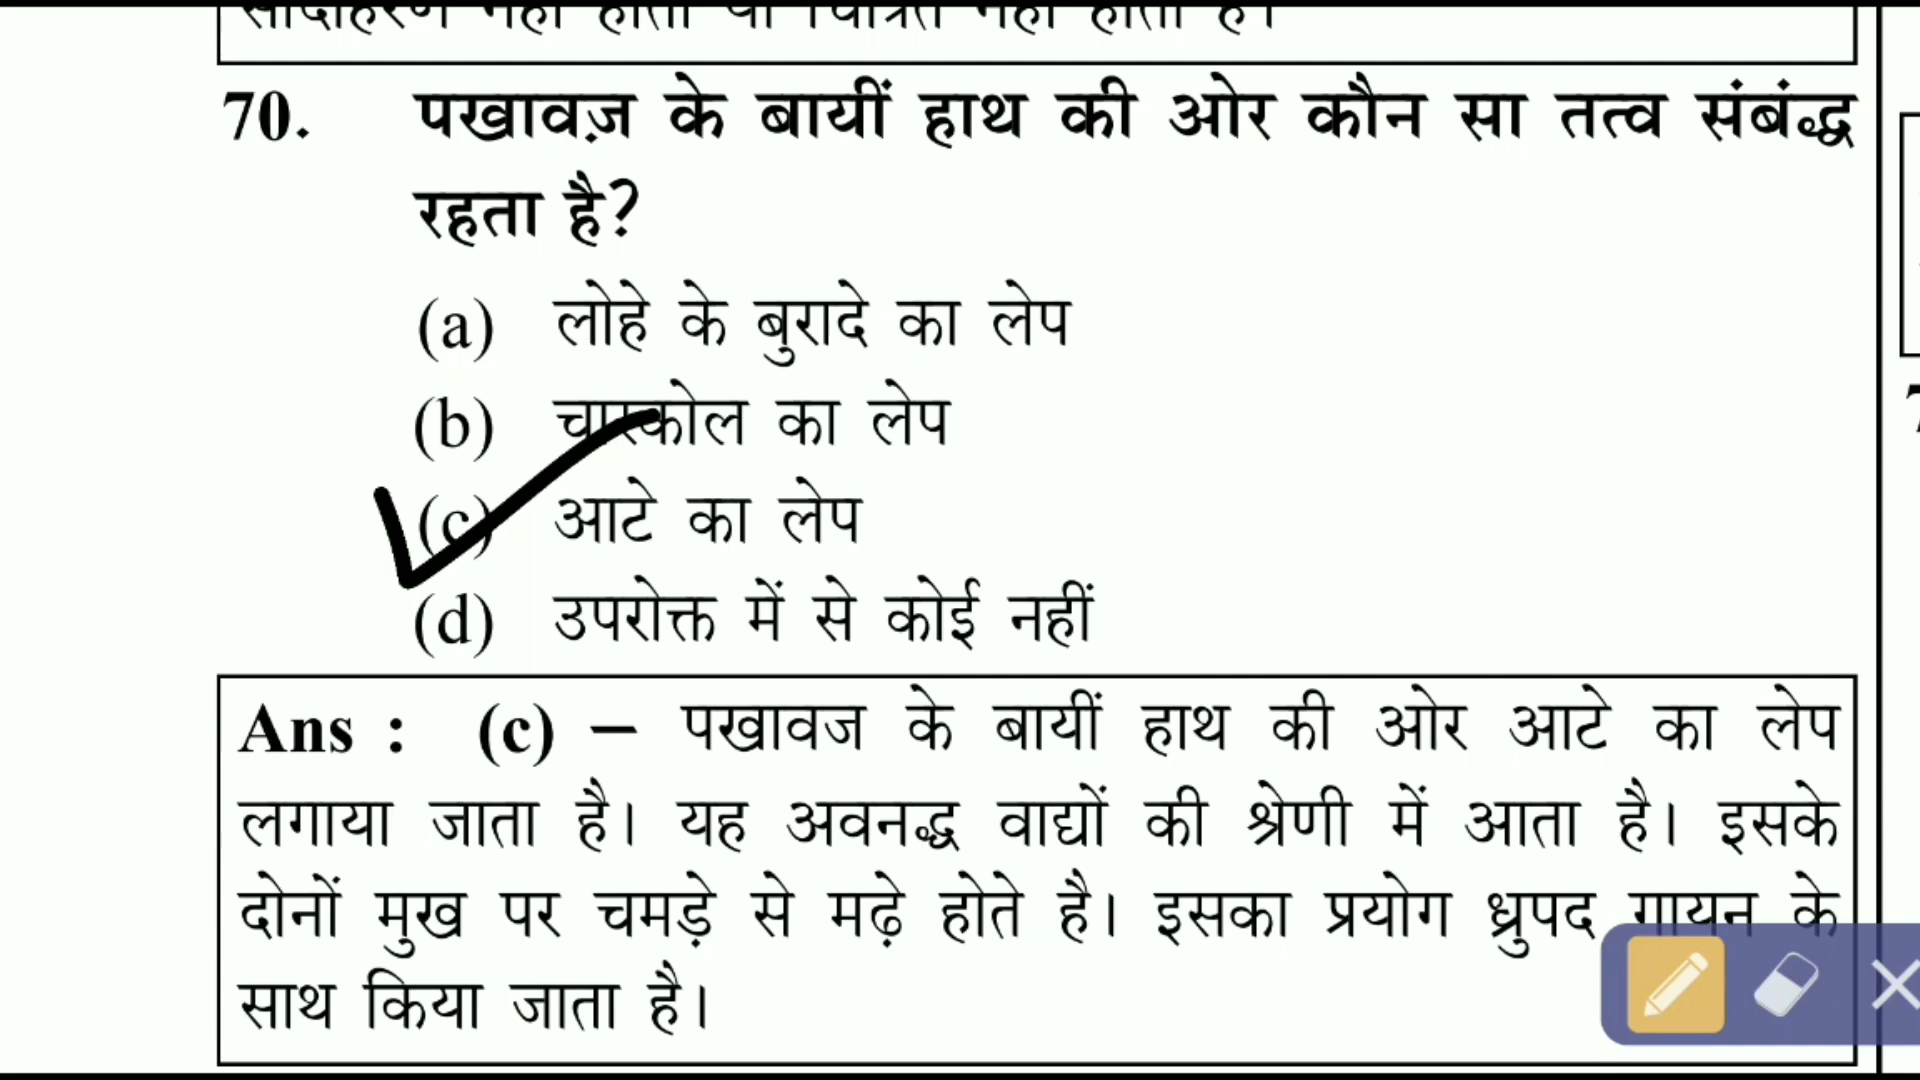 70. पखावज़ के बायीं हाथ की ओर कौन सा तत्व संबंद्ध
रहता है?
(a) लोहे के बुरादे का लेप
(b) चारकोल का लेप
(c) आटे का लेप
(d) उपरोक्त में से कोई नहीं
Ans : (c) – पखावज के बायीं हाथ की ओर आटे का लेप
लगाया जाता है। यह अवनद्ध वाद्यों की श्रेणी में आता है। इसके
दोनों मुख पर चमड़े से मढ़े होते है। इसका प्रयोग ध्रुपद गायन के
साथ किया जाता है।